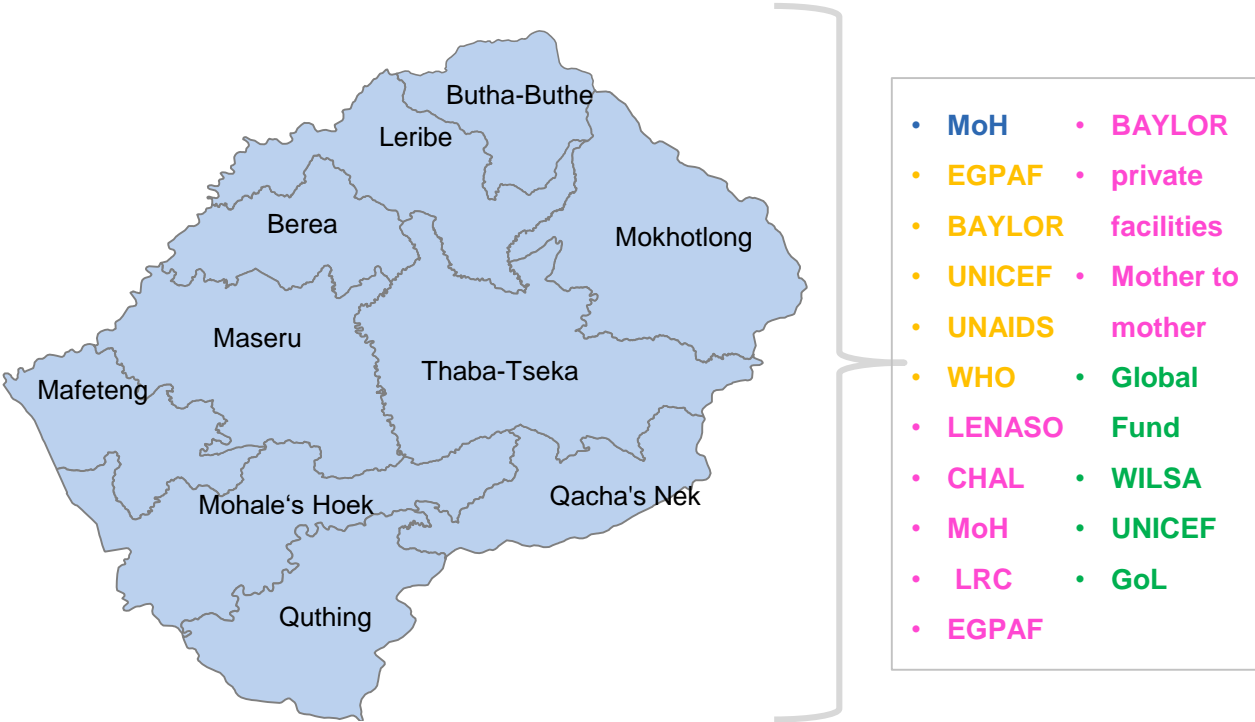 Butha-Buthe
Leribe
Berea
Mokhotlong
Maseru
Thaba-Tseka
Mafeteng
Mohale‘s Hoek
Qacha's Nek
Quthing
• MoH
• EGPAF
• BAYLOR
• UNICEF
• UNAIDS
• WHO
• LENASO
• CHAL
• MoH
• LRC
• EGPAF
• BAYLOR
• private
facilities
• Mother to
mother
• Global
Fund
• WILSA
• UNICEF
• GoL